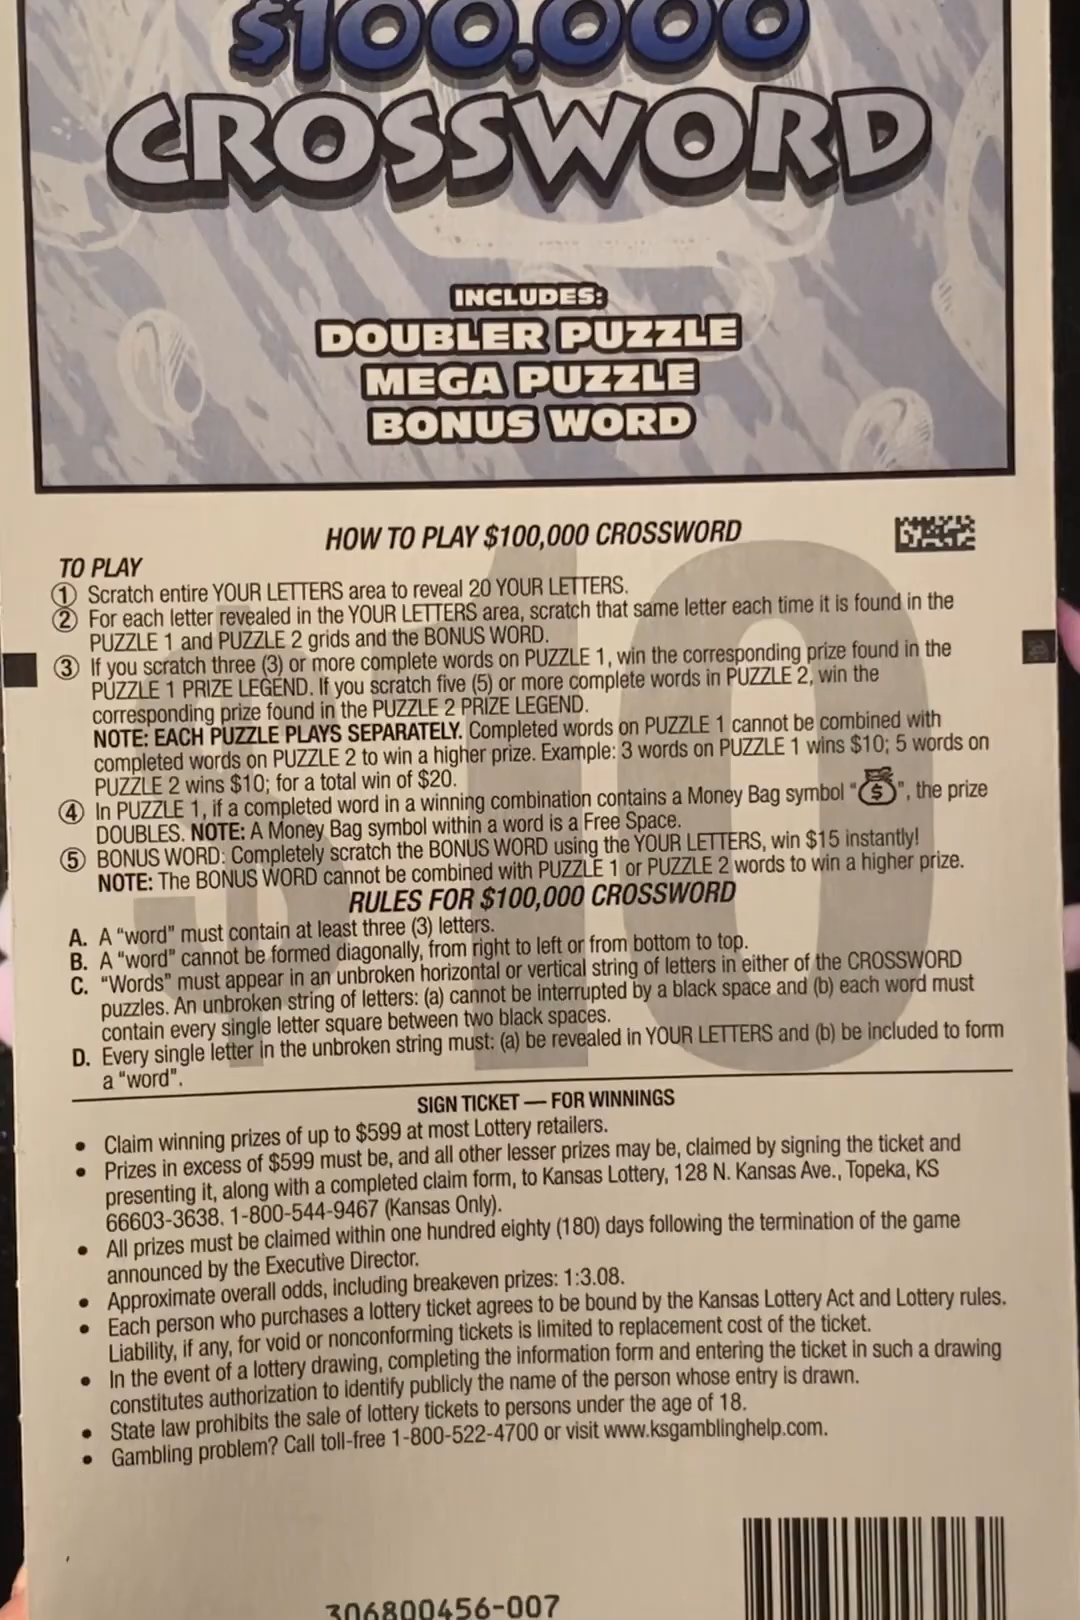 $100,000
CROSSWORD
INCLUDES:
DOUBLER PUZZLE
MEGA PUZZLE
BONUS WORD
HOW TO PLAY $100,000 CROSSWORD
TO PLAY
① Scratch entire YOUR LETTERS area to reveal 20 YOUR LETTERS.
② For each letter revealed in the YOUR LETTERS area, scratch that same letter each time it is found in the
PUZZLE 1 and PUZZLE 2 grids and the BONUS WORD.
③ If you scratch three (3) or more complete words on PUZZLE 1, win the corresponding prize found in the
PUZZLE 1 PRIZE LEGEND. If you scratch five (5) or more complete words in PUZZLE 2, win the
corresponding prize found in the PUZZLE 2 PRIZE LEGEND.
NOTE: EACH PUZZLE PLAYS SEPARATELY. Completed words on PUZZLE 1 cannot be combined with
completed words on PUZZLE 2 to win a higher prize. Example: 3 words on PUZZLE 1 wins $10; 5 words on
PUZZLE 2 wins $10; for a total win of $20.
④ In PUZZLE 1, if a completed word in a winning combination contains a Money Bag symbol "$", the prize
DOUBLES. NOTE: A Money Bag symbol within a word is a Free Space.
⑤ BONUS WORD: Completely scratch the BONUS WORD using the YOUR LETTERS, win $15 instantly!
NOTE: The BONUS WORD cannot be combined with PUZZLE 1 or PUZZLE 2 words to win a higher prize.
RULES FOR $100,000 CROSSWORD
A. A “word” must contain at least three (3) letters.
B. A “word” cannot be formed diagonally, from right to left or from bottom to top.
C. “Words” must appear in an unbroken horizontal or vertical string of letters in either of the CROSSWORD
puzzles. An unbroken string of letters: (a) cannot be interrupted by a black space and (b) each word must
contain every single letter square between two black spaces.
D. Every single letter in the unbroken string must: (a) be revealed in YOUR LETTERS and (b) be included to form
a “word”.
$10
SIGN TICKET — FOR WINNINGS
• Claim winning prizes of up to $599 at most Lottery retailers.
• Prizes in excess of $599 must be, and all other lesser prizes may be, claimed by signing the ticket and
presenting it, along with a completed claim form, to Kansas Lottery, 128 N. Kansas Ave., Topeka, KS
66603-3638. 1-800-544-9467 (Kansas Only).
• All prizes must be claimed within one hundred eighty (180) days following the termination of the game
announced by the Executive Director.
• Approximate overall odds, including breakeven prizes: 1:3.08.
• Each person who purchases a lottery ticket agrees to be bound by the Kansas Lottery Act and Lottery rules.
Liability, if any, for void or nonconforming tickets is limited to replacement cost of the ticket.
• In the event of a lottery drawing, completing the information form and entering the ticket in such a drawing
constitutes authorization to identify publicly the name of the person whose entry is drawn.
• State law prohibits the sale of lottery tickets to persons under the age of 18.
• Gambling problem? Call toll-free 1-800-522-4700 or visit www.ksgamblinghelp.com.
306800456-007